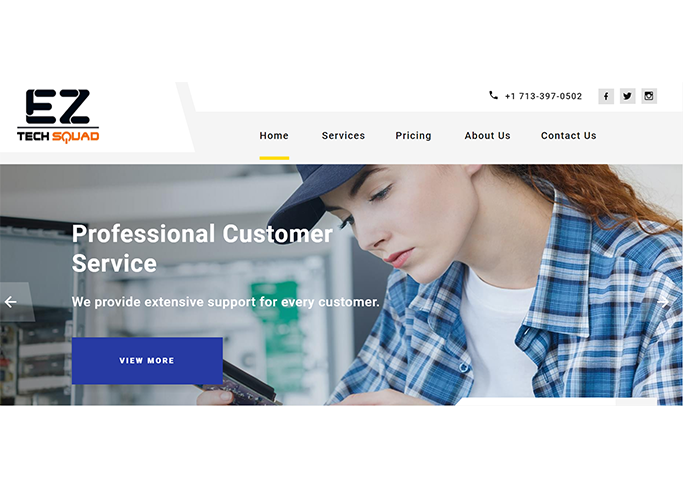 EZ
TECH SQUAD
+1 713-397-0502
Home Services Pricing About Us Contact Us
Professional Customer
Service
We provide extensive support for every customer.
VIEW MORE